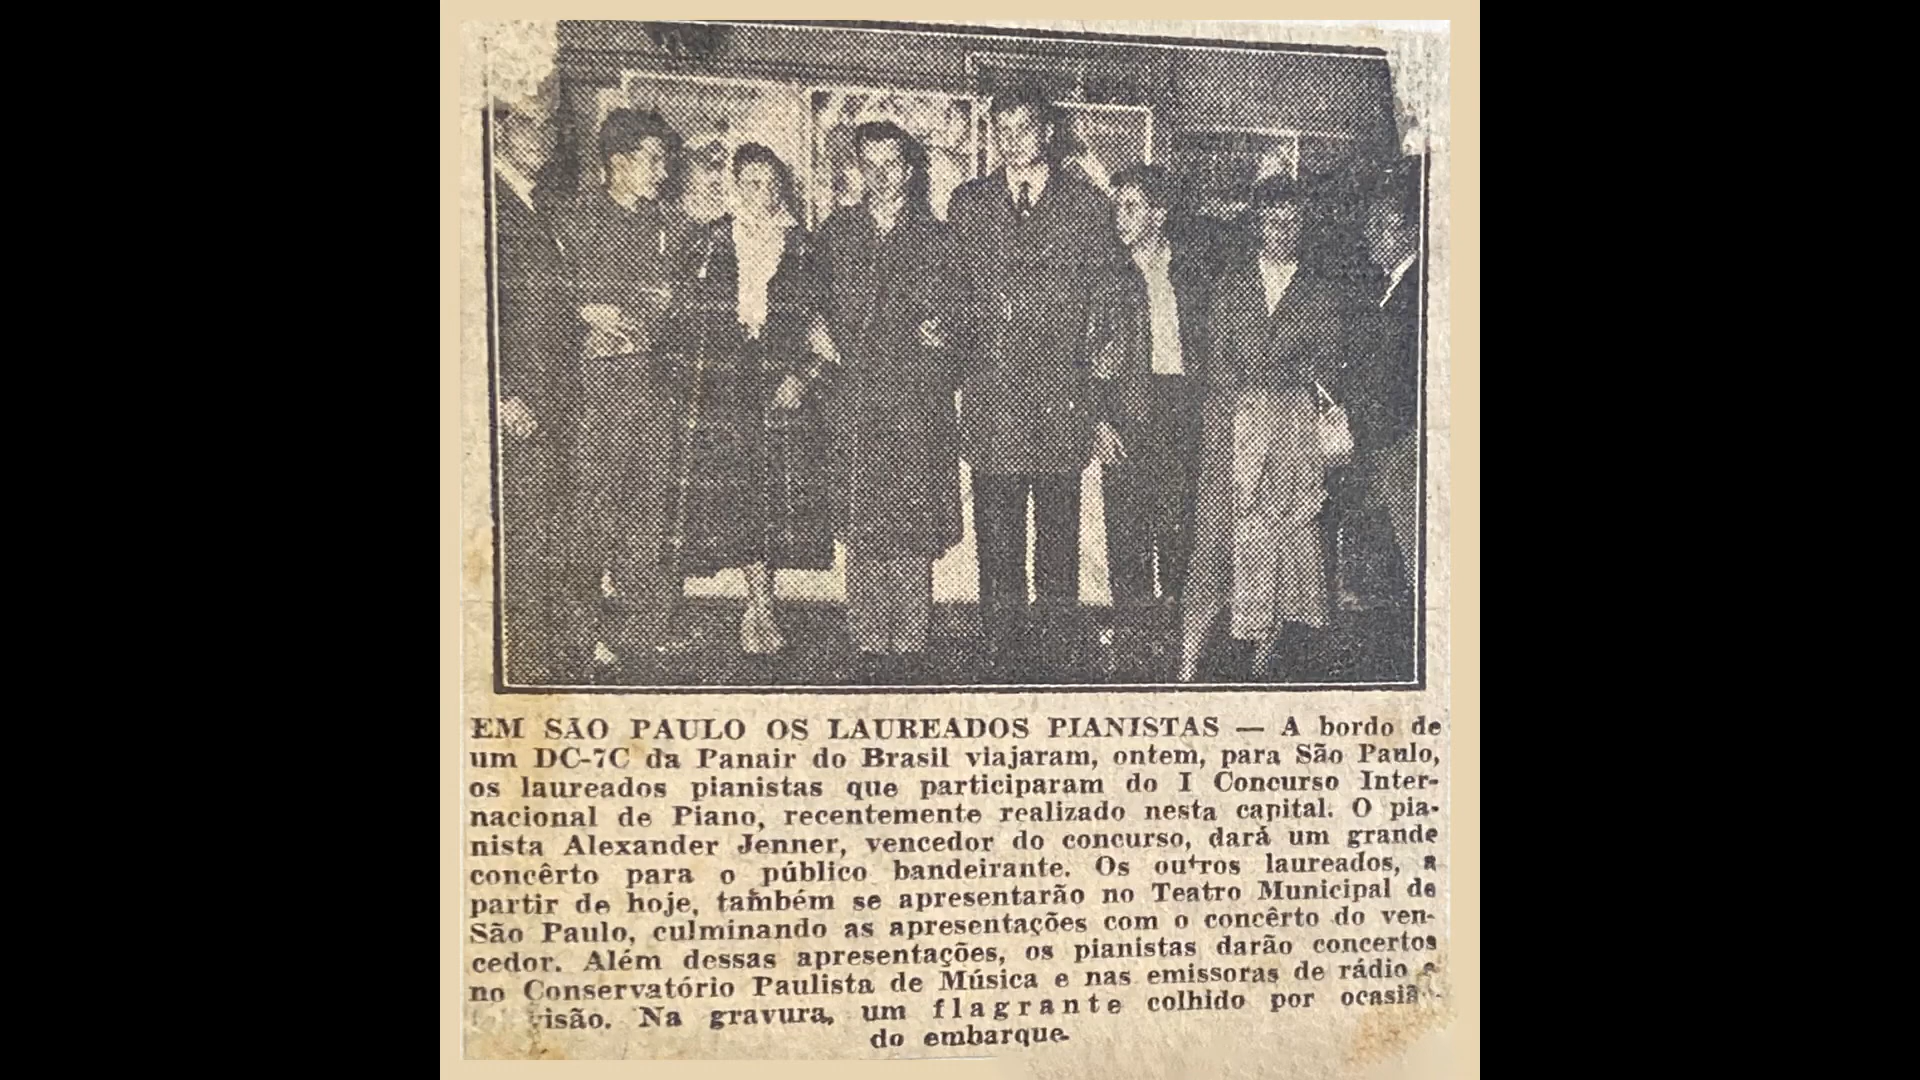 EM SÃO PAULO OS LAUREADOS PIANISTAS — A bordo de
um DC-7C da Panair do Brasil viajaram, ontem, para São Paulo,
os laureados pianistas que participaram do I Concurso Inter-
nacional de Piano, recentemente realizado nesta capital. O pia-
nista Alexander Jenner, vencedor do concurso, dará um grande
concêrto para o público bandeirante. Os outros laureados, a
partir de hoje, também se apresentarão no Teatro Municipal de
São Paulo, culminando as apresentações com o concêrto do ven-
cedor. Além dessas apresentações, os pianistas darão concertos
no Conservatório Paulista de Música e nas emissoras de rádio e
visão. Na gravura, um flagrante colhido por ocasiã
do embarque.